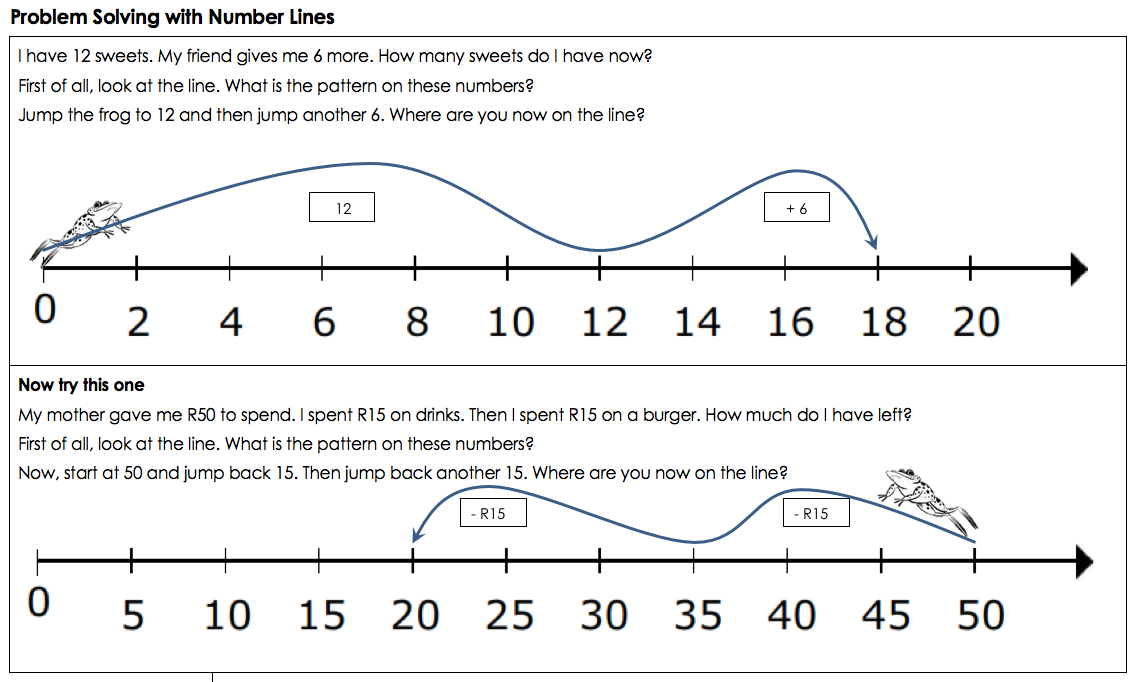 Problem Solving with Number Lines
I have 12 sweets. My friend gives me 6 more. How many sweets do I have now?
First of all, look at the line. What is the pattern on these numbers?
Jump the frog to 12 and then jump another 6. Where are you now on the line?
12
+ 6
0 2 4 6 8 10 12 14 16 18 20
Now try this one
My mother gave me R50 to spend. I spent R15 on drinks. Then I spent R15 on a burger. How much do I have left?
First of all, look at the line. What is the pattern on these numbers?
Now, start at 50 and jump back 15. Then jump back another 15. Where are you now on the line?
- R15
- R15
0 5 10 15 20 25 30 35 40 45 50